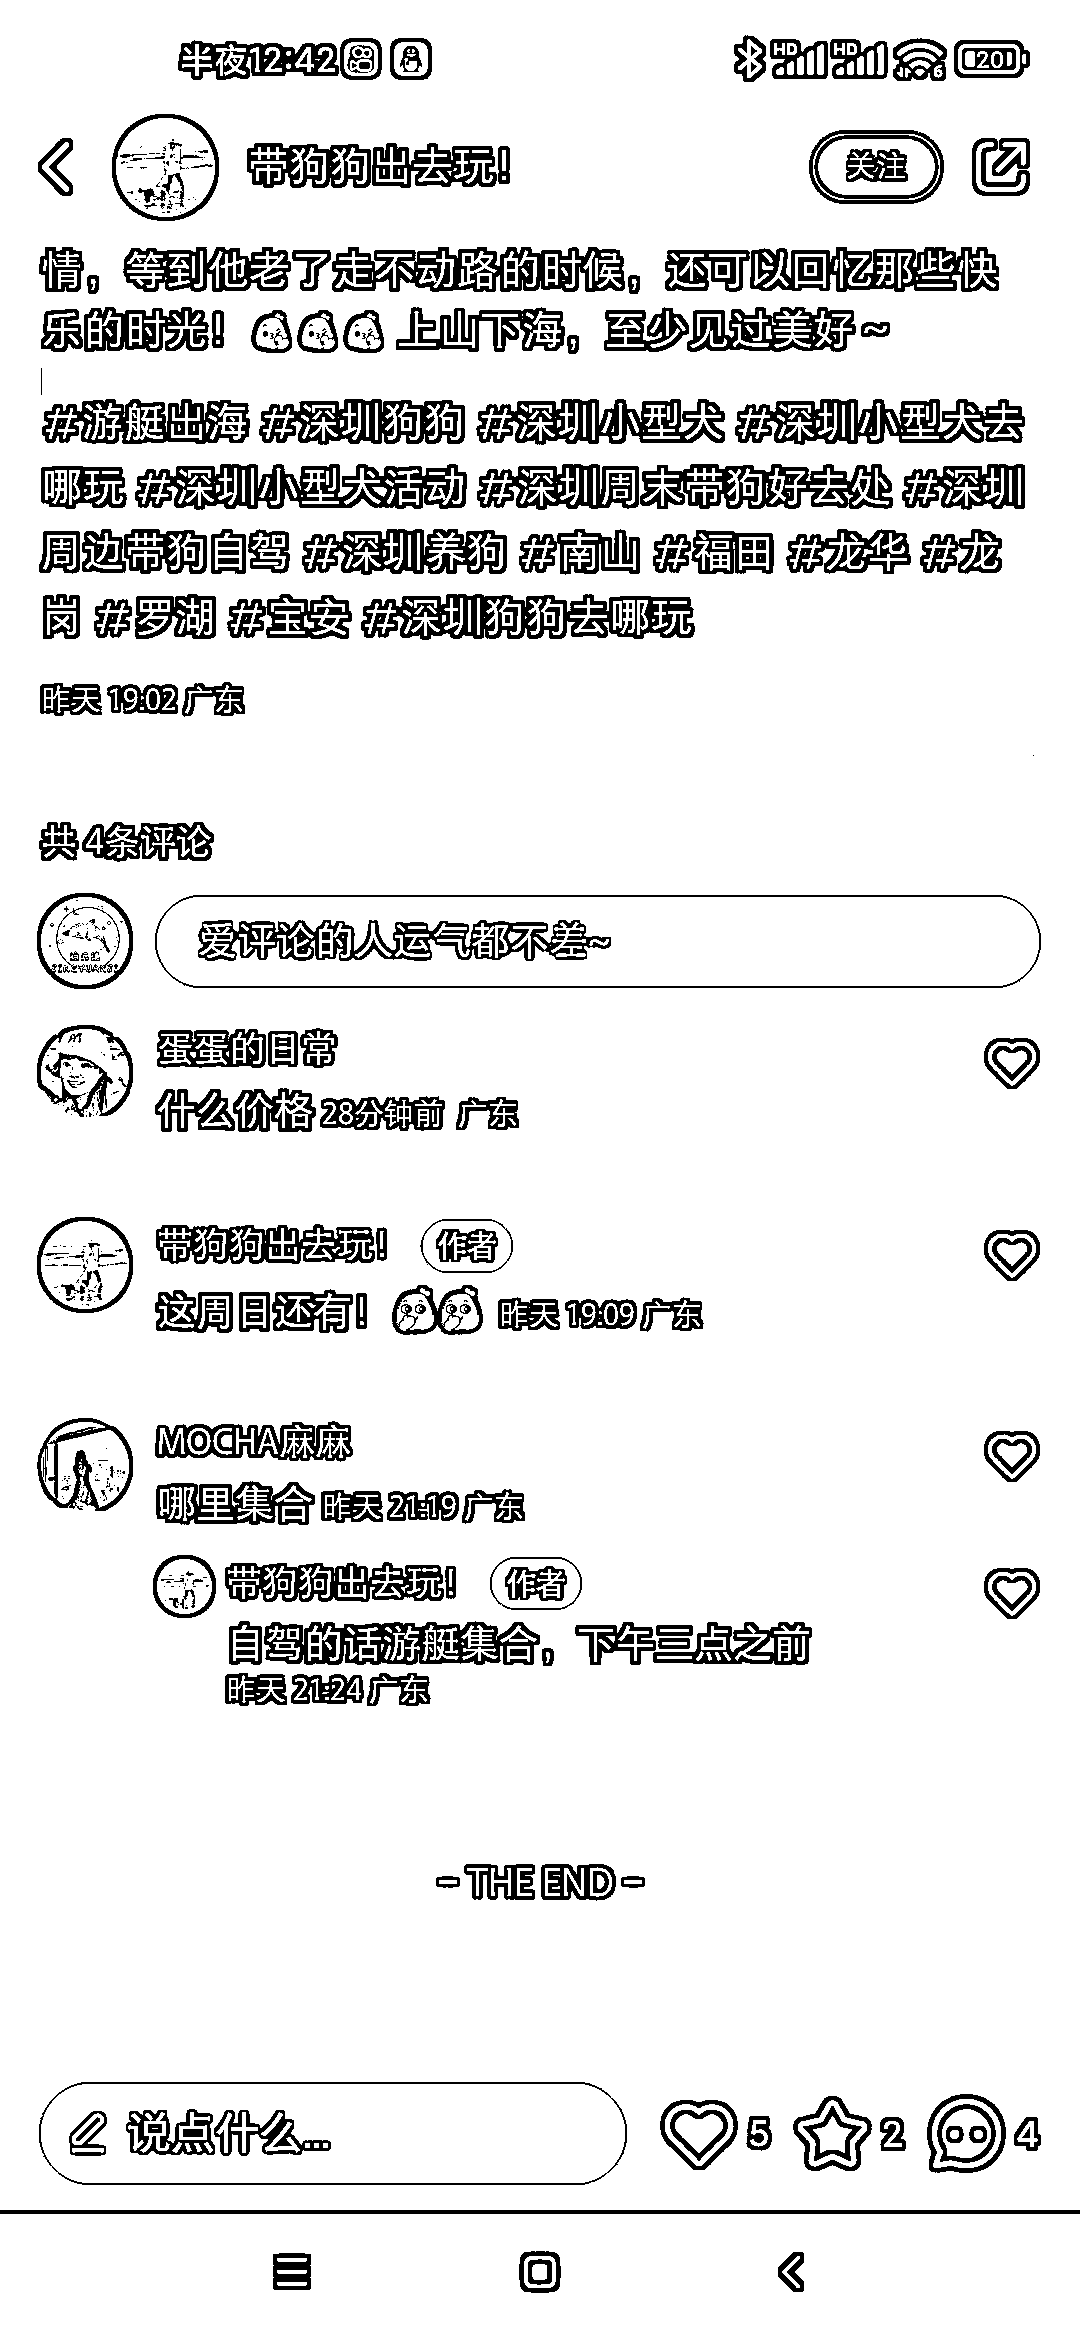 半夜12:42
HD HD 6 20
带狗狗出去玩！
关注
情，等到他老了走不动路的时候，还可以回忆那些快
乐的时光！ 上山下海，至少见过美好～
#游艇出海 #深圳狗狗 #深圳小型犬 #深圳小型犬去
哪玩 #深圳小型犬活动 #深圳周末带狗好去处 #深圳
周边带狗自驾 #深圳养狗 #南山 #福田 #龙华 #龙
岗 #罗湖 #宝安 #深圳狗狗去哪玩
昨天 19:02 广东
共 4条评论
爱评论的人运气都不差~
蛋蛋的日常
什么价格 28分钟前 广东
带狗狗出去玩！ 作者
这周日还有！ 昨天 19:09 广东
MOCHA麻麻
哪里集合 昨天 21:19 广东
带狗狗出去玩！ 作者
自驾的话游艇集合，下午三点之前
昨天 21:24 广东
- THE END -
说点什么...
5 2 4